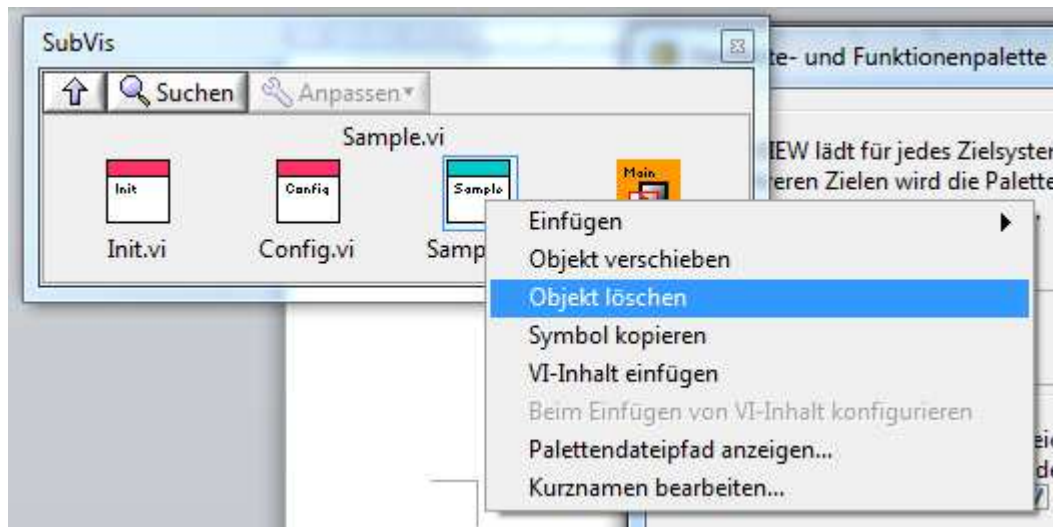 SubVis
te- und Funktionenpalette
Suchen Anpassen
Sample.vi
IEW lädt für jedes Zielsyster
reren Zielen wird die Palette
Init Config Sample Main
Init.vi Config.vi Samp
Einfügen
Objekt verschieben
Objekt löschen
Symbol kopieren
VI-Inhalt einfügen
Beim Einfügen von VI-Inhalt konfigurieren
Palettendateipfad anzeigen...
Kurznamen bearbeiten...